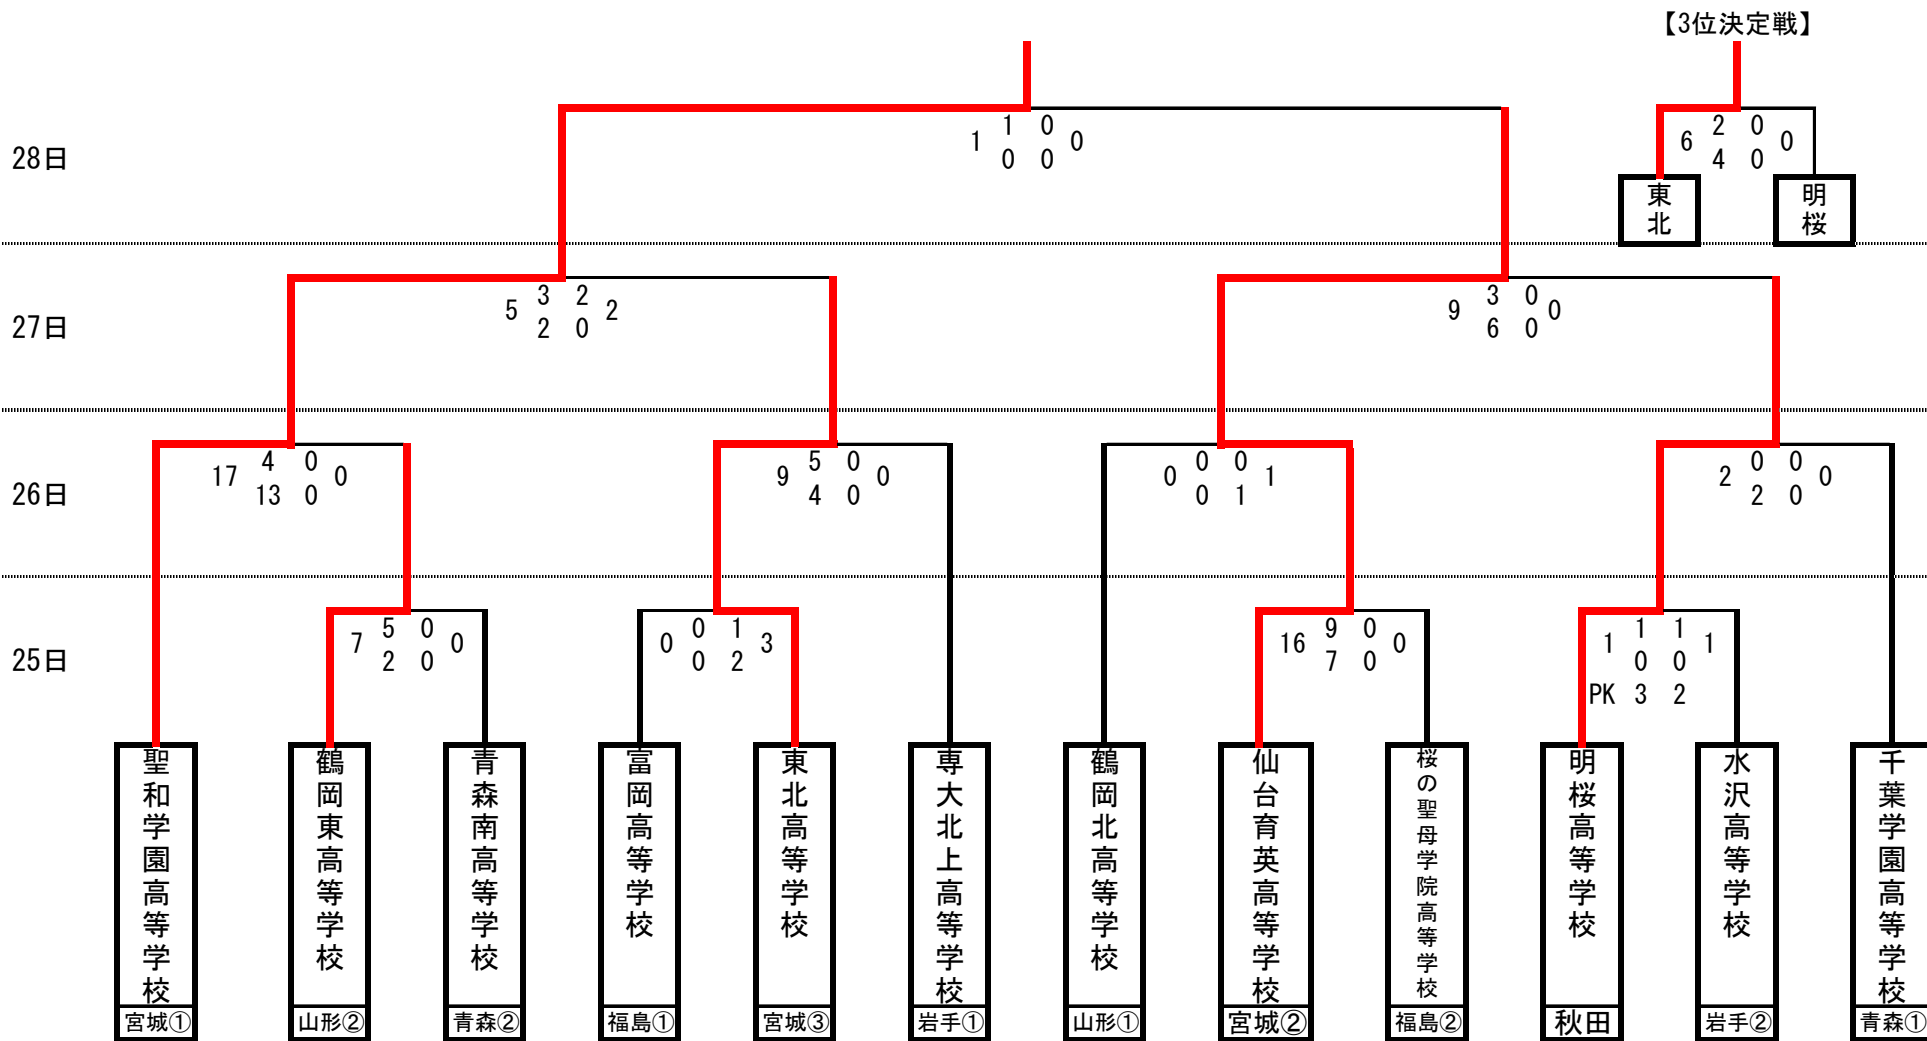 【3位決定戦】
28日
1 1 0 0
0 0
6 2 0 0
4 0
東北
明桜
27日
5 3 2 2
2 0
9 3 0 0
6 0
26日
17 4 0 0
13 0
9 5 0 0
4 0
0 0 0 1
0 1
2 0 0 0
2 0
25日
7 5 0 0
2 0
0 0 1 3
0 2
16 9 0 0
7 0
1 1 1 1
0 0
PK 3 2
聖和学園高等学校
宮城①
鶴岡東高等学校
山形②
青森南高等学校
青森②
富岡高等学校
福島①
東北高等学校
宮城③
専大北上高等学校
岩手①
鶴岡北高等学校
山形①
仙台育英高等学校
宮城②
桜の聖母学院高等学校
福島②
明桜高等学校
秋田
水沢高等学校
岩手②
千葉学園高等学校
青森①